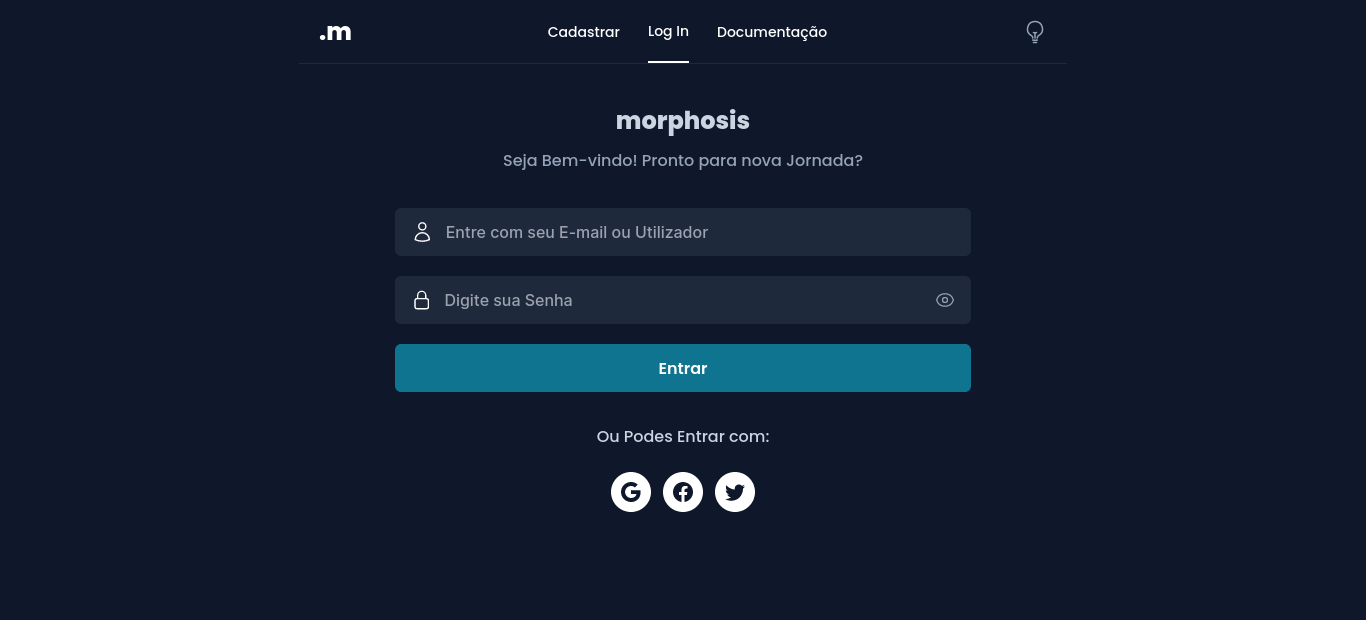 .m
Cadastrar
Log In
Documentação
morphosis
Seja Bem-vindo! Pronto para nova Jornada?
Entre com seu E-mail ou Utilizador
Digite sua Senha
Entrar
Ou Podes Entrar com: